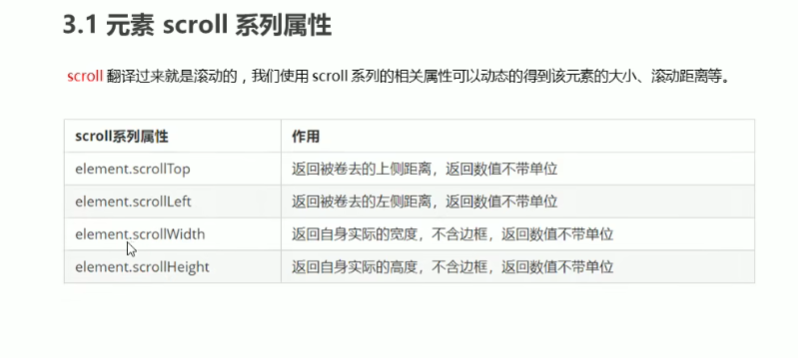 3.1 元素 scroll 系列属性
scroll 翻译过来就是滚动的，我们使用 scroll 系列的相关属性可以动态的得到该元素的大小、滚动距离等。
scroll系列属性 作用
element.scrollTop 返回被卷去的上侧距离，返回数值不带单位
element.scrollLeft 返回被卷去的左侧距离，返回数值不带单位
element.scrollWidth 返回自身实际的宽度，不含边框，返回数值不带单位
element.scrollHeight 返回自身实际的高度，不含边框，返回数值不带单位